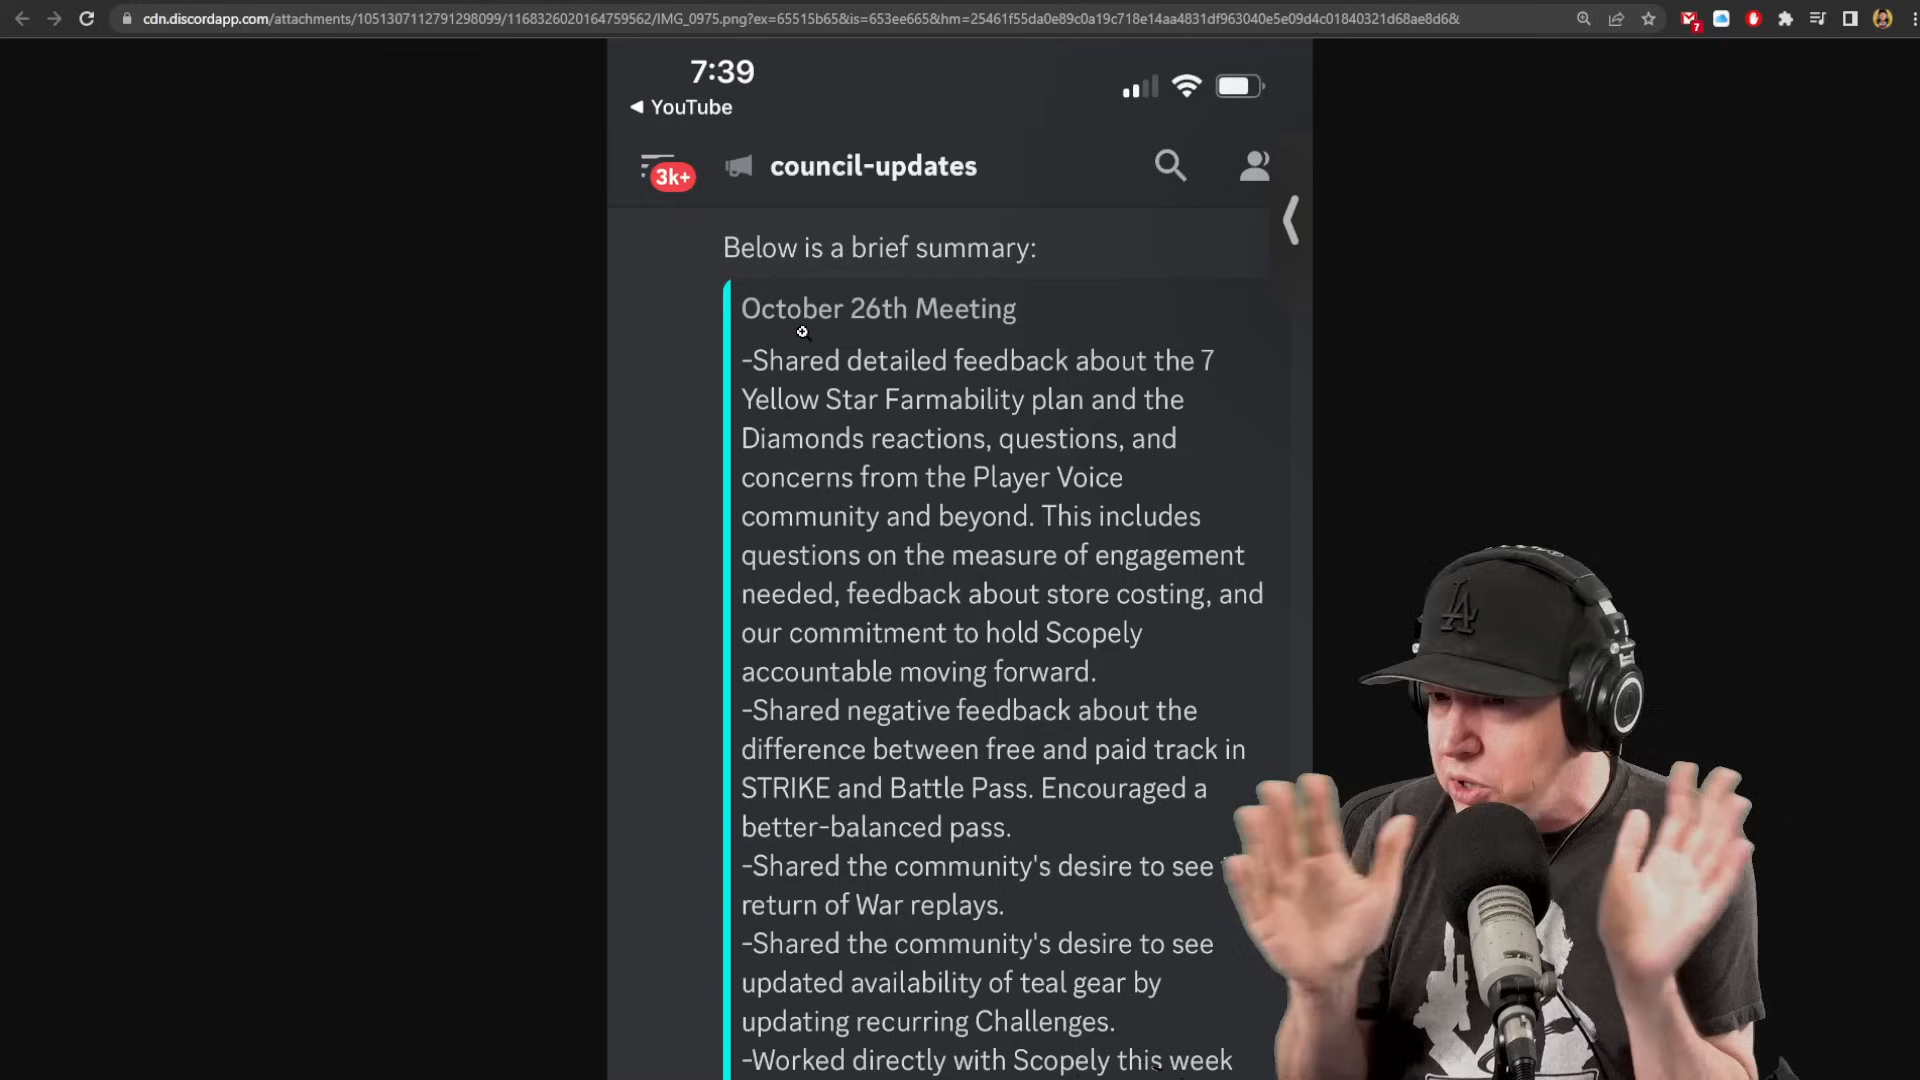 cdn.discordapp.com/attachments/1051307112791298099/1168326020164759562/IMG_0975.png?ex=65515b65&is=653ee665&hm=25461f55da0e89c0a19c718e14aa4831df963040e5e09d4c01840321d68ae8d6&
7
7:39
YouTube
3k+
council-updates
Below is a brief summary:
October 26th Meeting
-Shared detailed feedback about the 7
Yellow Star Farmability plan and the
Diamonds reactions, questions, and
concerns from the Player Voice
community and beyond. This includes
questions on the measure of engagement
needed, feedback about store costing, and
our commitment to hold Scopely
accountable moving forward.
-Shared negative feedback about the
difference between free and paid track in
STRIKE and Battle Pass. Encouraged a
better-balanced pass.
-Shared the community's desire to see
return of War replays.
-Shared the community's desire to see
updated availability of teal gear by
updating recurring Challenges.
-Worked directly with Scopely this week
LA